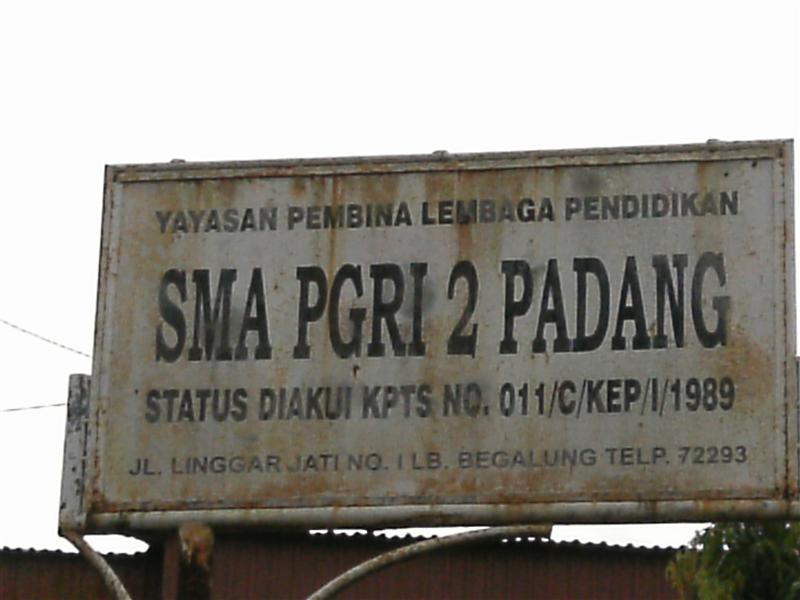 YAYASAN PEMBINA LEMBAGA PENDIDIKAN
SMA PGRI 2 PADANG
STATUS DIAKUI KPTS NO. 011/C/KEP/I/1989
JL. LINGGAR JATI NO. I LB. BEGALUNG TELP. 72293